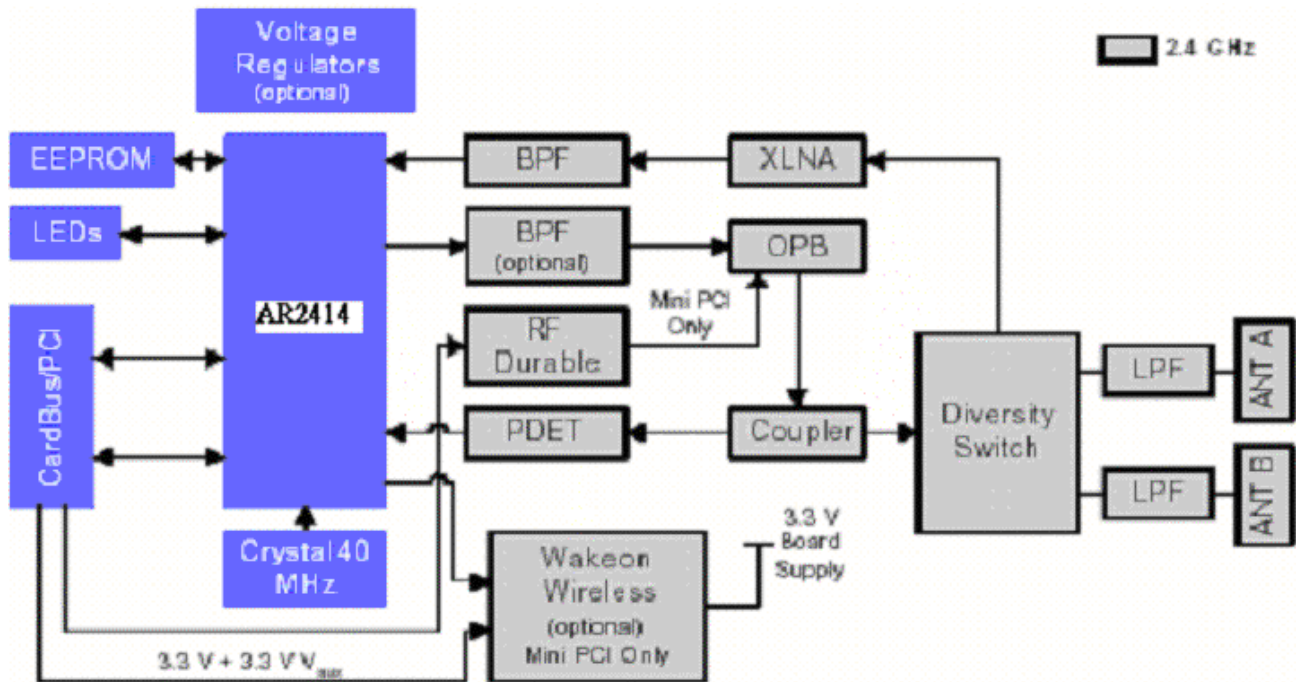 Voltage
Regulators
(optional)
2.4 GHz
EEPROM
BPF
XLNA
LEDs
BPF
(optional)
OPB
Mini PCI
Only
AR2414
RF
Durable
CardBus/PCI
LPF
ANT A
PDET
Coupler
Diversity
Switch
LPF
ANT B
Crystal 40
MHz
3.3 V
Board
Supply
Wakeon
Wireless
(optional)
Mini PCI Only
3.3 V + 3.3 V V aux